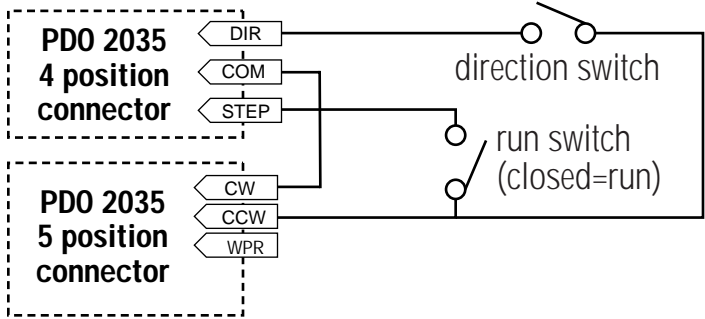 PDO 2035
4 position
connector
DIR
COM
STEP
direction switch
run switch
(closed=run)
PDO 2035
5 position
connector
CW
CCW
WPR